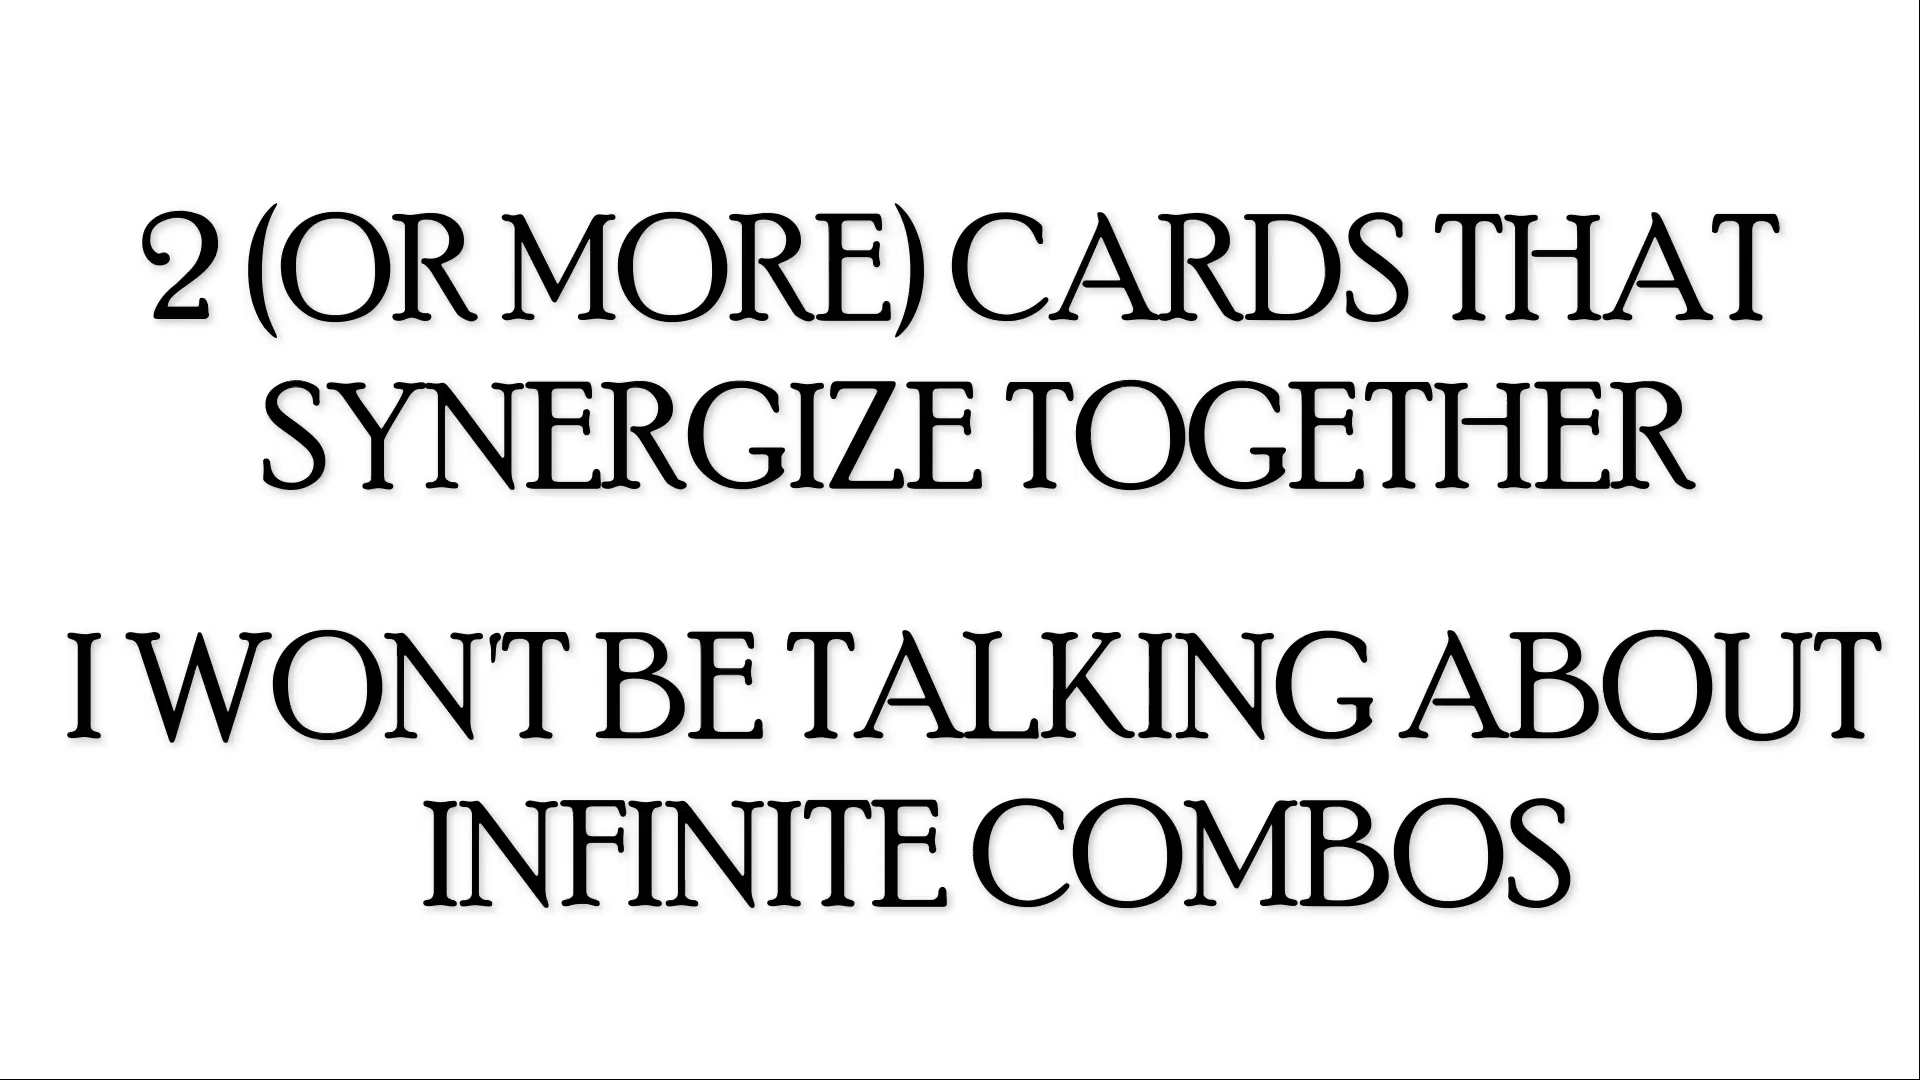 2 (OR MORE) CARDS THAT
SYNERGIZE TOGETHER
I WON'T BE TALKING ABOUT
INFINITE COMBOS